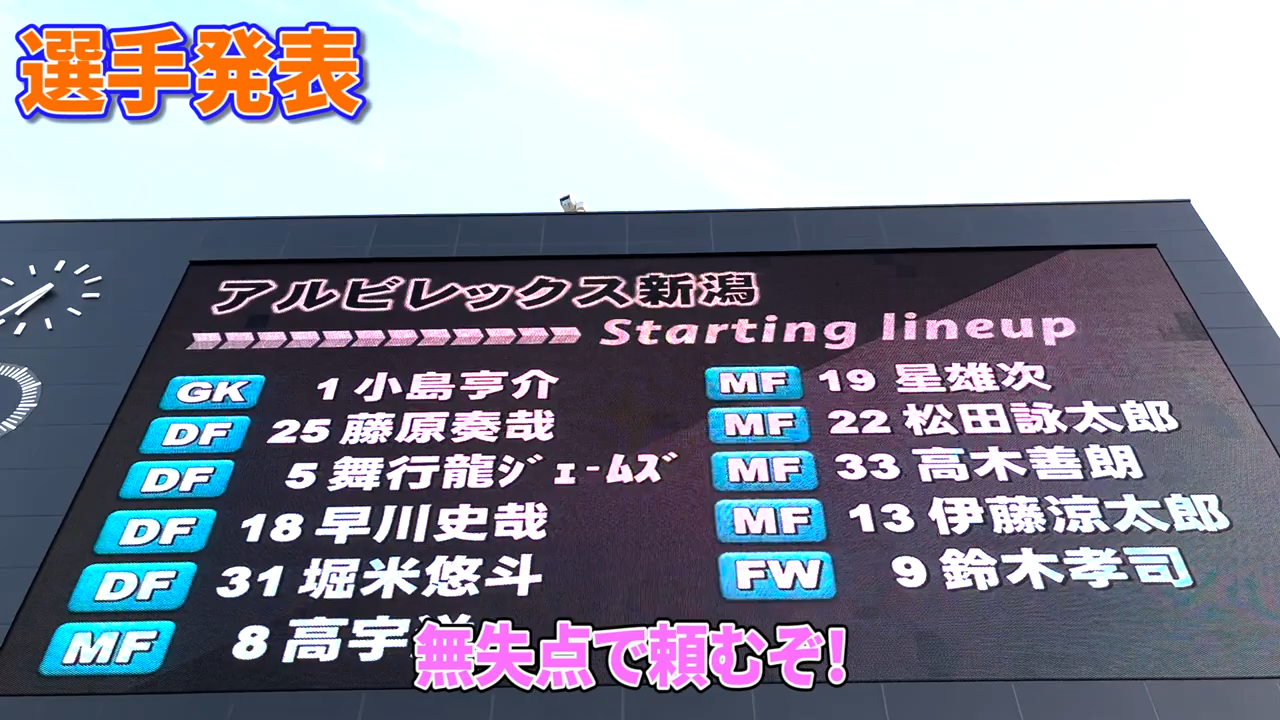 選手発表
アルビレックス新潟
Starting lineup
GK 1 小島亨介
DF 25 藤原奏哉
DF 5 舞行龍ｼﾞｪｰﾑｽﾞ
DF 18 早川史哉
DF 31 堀米悠斗
MF 8 高宇洋
MF 19 星雄次
MF 22 松田詠太郎
MF 33 高木善朗
MF 13 伊藤涼太郎
FW 9 鈴木孝司
無失点で頼むぞ!